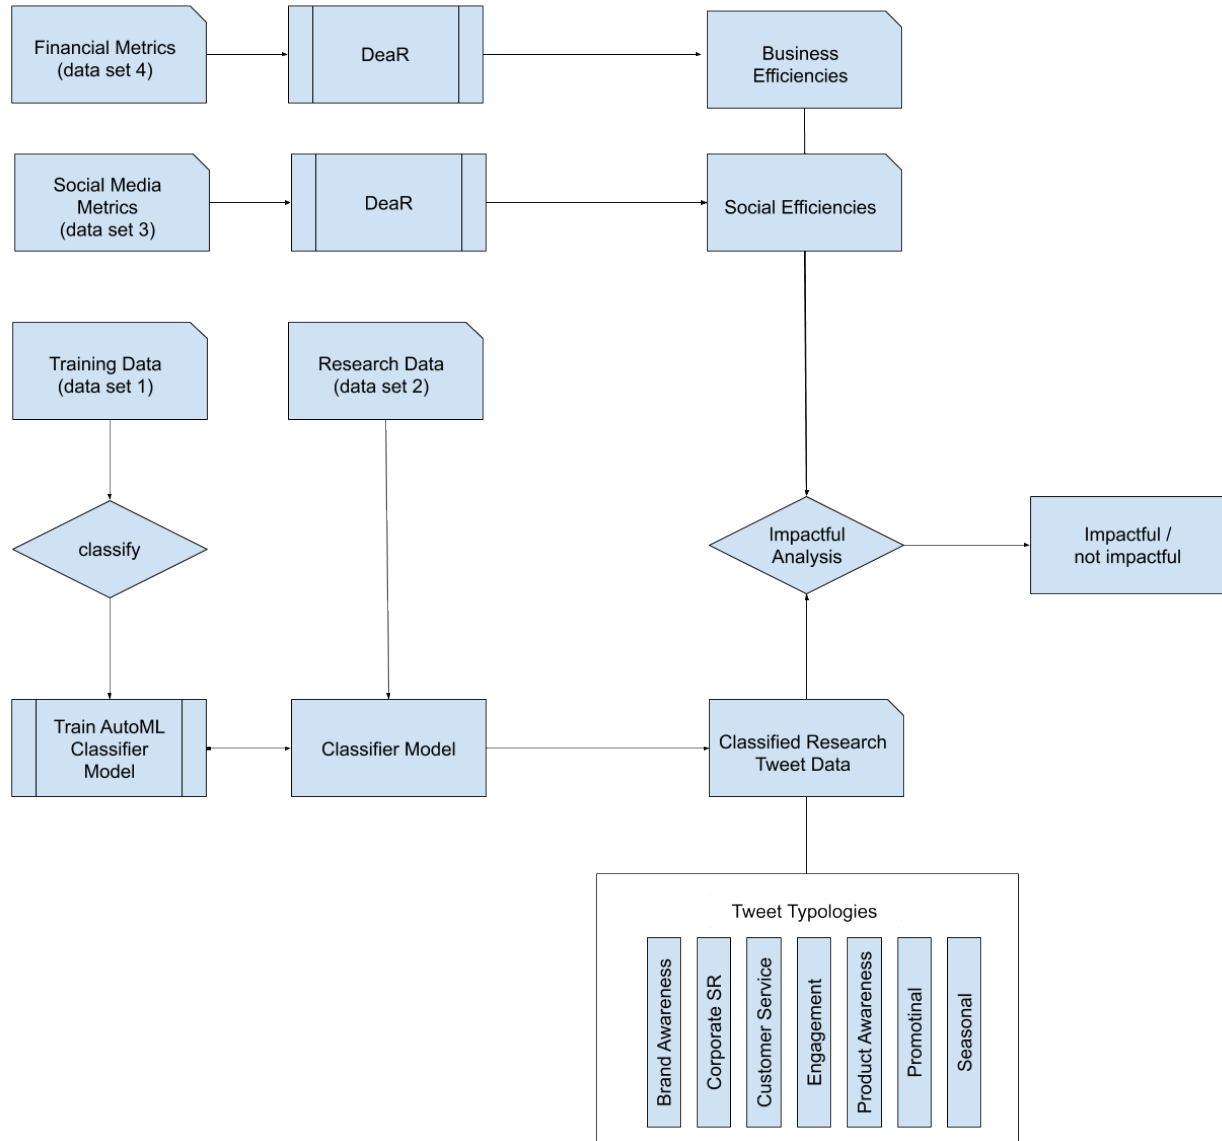 Financial Metrics
(data set 4)
DeaR
Business
Efficiencies
Social Media
Metrics
(data set 3)
DeaR
Social Efficiencies
Training Data
(data set 1)
Research Data
(data set 2)
classify
Impactful
Analysis
Impactful /
not impactful
Train AutoML
Classifier
Model
Classifier Model
Classified Research
Tweet Data
Tweet Typologies
Brand Awareness
Corporate SR
Customer Service
Engagement
Product Awareness
Promotinal
Seasonal